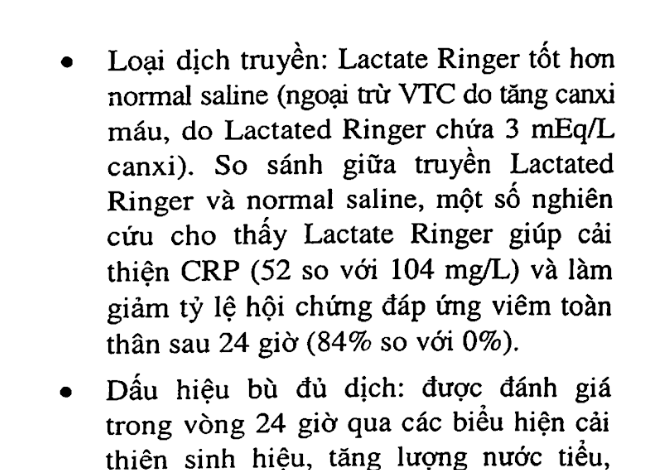 • Loại dịch truyền: Lactate Ringer tốt hơn
normal saline (ngoại trừ VTC do tăng canxi
máu, do Lactated Ringer chứa 3 mEq/L
canxi). So sánh giữa truyền Lactated
Ringer và normal saline, một số nghiên
cứu cho thấy Lactate Ringer giúp cải
thiện CRP (52 so với 104 mg/L) và làm
giảm tỷ lệ hội chứng đáp ứng viêm toàn
thân sau 24 giờ (84% so với 0%).
• Dấu hiệu bù đủ dịch: được đánh giá
trong vòng 24 giờ qua các biểu hiện cải
thiện sinh hiệu, tăng lượng nước tiểu,